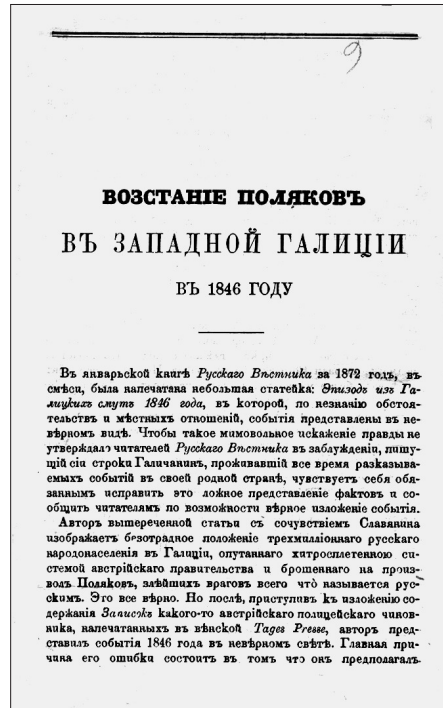 9
ВОЗСТАНІЕ ПОЛЯКОВЪ
ВЪ ЗАПАДНОЙ ГАЛИЦІИ
ВЪ 1846 ГОДУ
Въ январьской книгѣ Русскаго Вѣстника за 1872 годъ, въ
смѣси, была напечатана небольшая статейка: Эпизодъ изъ Га-
лицкихъ смутъ 1846 года, въ которой, по незнанію обстоя-
тельствъ и мѣстныхъ отношеній, событія представлены въ не-
вѣрномъ видѣ. Чтобы такое мимовольное искаженіе правды не
утверждало читателей Русскаго Вѣстника въ заблужденіи, пишу-
щій сіи строки Галичанинъ, проживавшій все время разказыва-
емыхъ событій въ своей родной странѣ, чувствуетъ себя обя-
заннымъ исправить это ложное представленіе фактовъ и со-
общить читателямъ по возможности вѣрное изложеніе событія.
Авторъ вышереченной статьи съ сочувствіемъ Славянина
изображаетъ безотрадное положеніе трехмилліоннаго русскаго
народонаселенія въ Галиціи, опутаннаго хитросплетенною си-
стемой австрійскаго правительства и брошеннаго на произ-
волъ Поляковъ, злѣйшихъ враговъ всего что̀ называется рус-
скимъ. Это все вѣрно. Но послѣ, приступивъ къ изложенію со-
держанія Записокъ какого-то австрійскаго полицейскаго чинов-
ника, напечатанныхъ въ вѣнской Tages Presse, авторъ пред-
ставилъ событія 1846 года въ невѣрномъ свѣтѣ. Главная при-
чина его ошибки состоитъ въ томъ что онъ предполагалъ